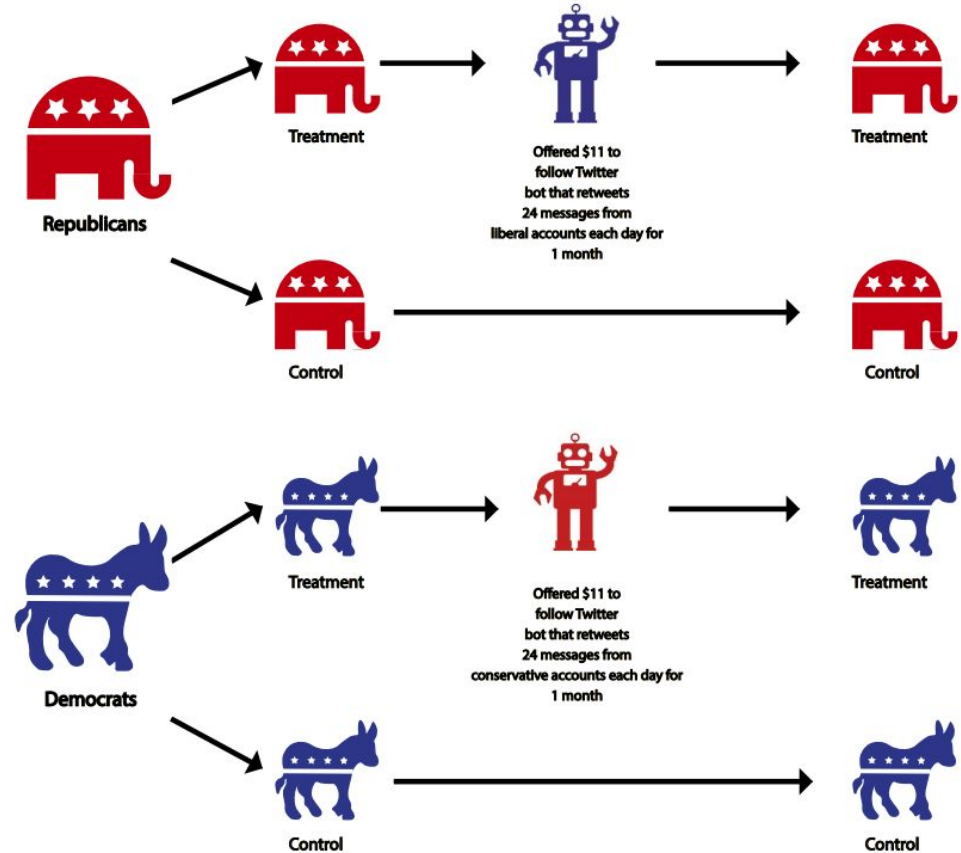 Treatment
Treatment
Republicans
Offered $11 to
follow Twitter
bot that retweets
24 messages from
liberal accounts each day for
1 month
Control
Control
Treatment
Treatment
Democrats
Offered $11 to
follow Twitter
bot that retweets
24 messages from
conservative accounts each day for
1 month
Control
Control